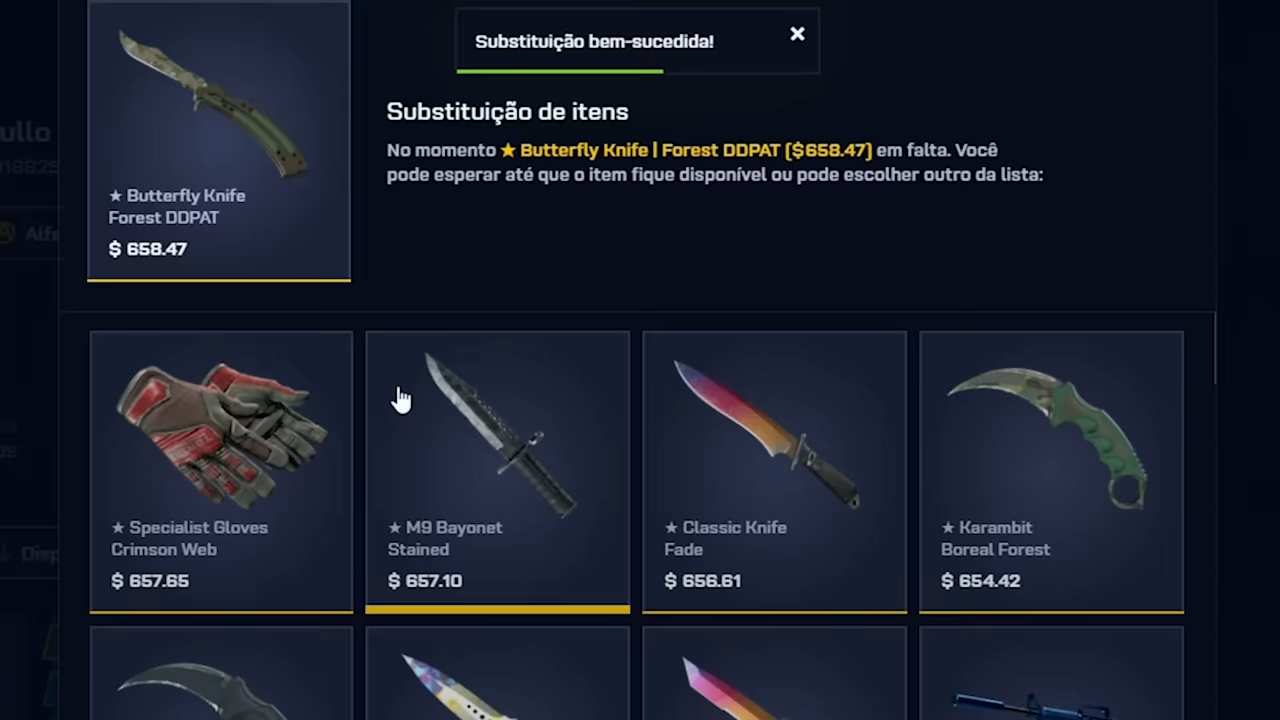 Substituição bem-sucedida!
Substituição de itens
No momento ★ Butterfly Knife | Forest DDPAT ($658.47) em falta. Você
pode esperar até que o item fique disponível ou pode escolher outro da lista:
★ Butterfly Knife
Forest DDPAT
$ 658.47
★ Specialist Gloves
Crimson Web
$ 657.65
★ M9 Bayonet
Stained
$ 657.10
★ Classic Knife
Fade
$ 656.61
★ Karambit
Boreal Forest
$ 654.42